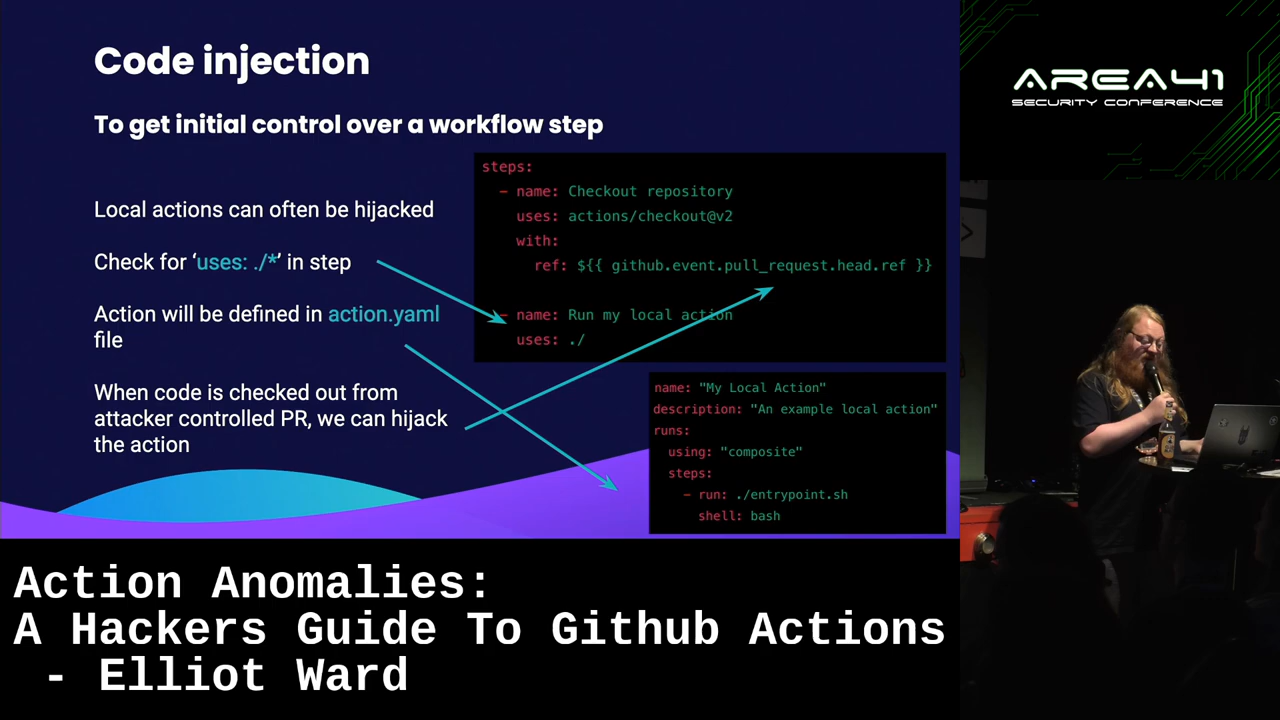 Code injection
To get initial control over a workflow step
Local actions can often be hijacked
Check for ‘uses: ./*’ in step
Action will be defined in action.yaml
file
When code is checked out from
attacker controlled PR, we can hijack
the action
steps:
– name: Checkout repository
uses: actions/checkout@v2
with:
ref: ${{ github.event.pull_request.head.ref }}
– name: Run my local action
uses: ./
name: "My Local Action"
description: "An example local action"
runs:
using: "composite"
steps:
– run: ./entrypoint.sh
shell: bash
AREA41
SECURITY CONFERENCE
Action Anomalies:
A Hackers Guide To Github Actions
- Elliot Ward